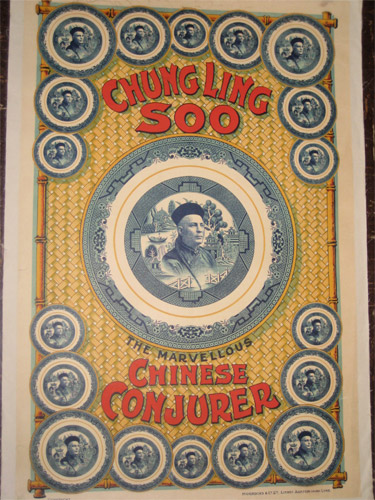 CHUNG LING
SOO
THE MARVELLOUS
CHINESE
CONJURER